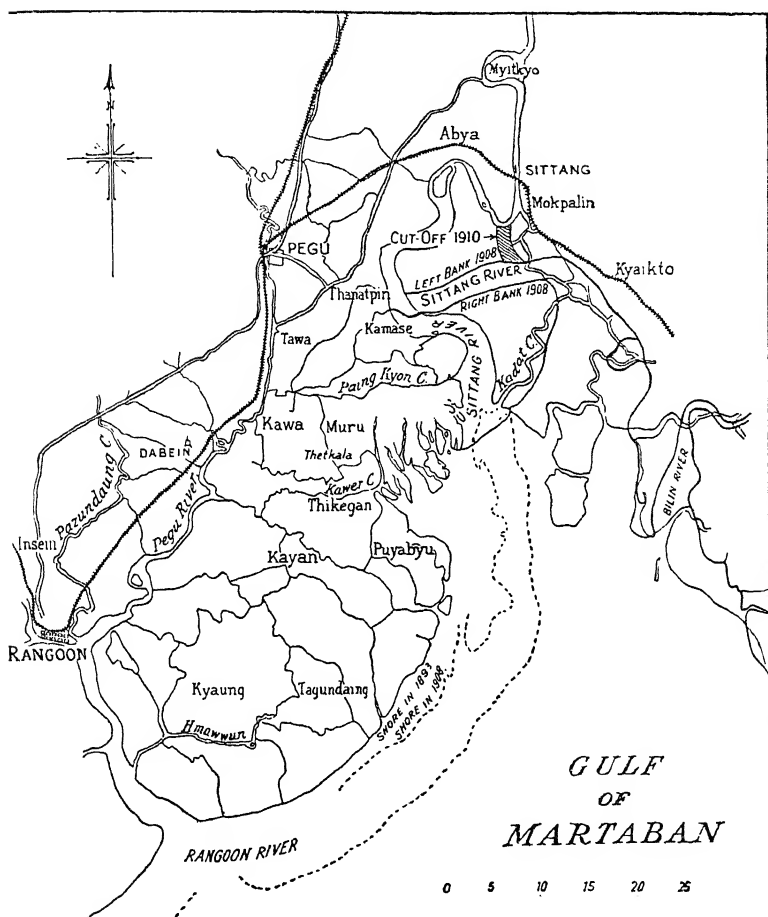 Myitkyo
N
Abya
SITTANG
Mokpalin
CUT-OFF 1910
PEGU
LEFT BANK 1908
SITTANG RIVER
RIGHT BANK 1908
Kyaikto
Thanatpin
Tawa
Kamase
SITTANG RIVER
Kadat C.
Paing Kyon C.
Kawa
Muru
DABEIN
Thetkala
Kawer C.
Pazundaung C.
Pegu River
Thikegan
BILIN RIVER
Insein
Kayan
Puyabyu
RANGOON
Kyaung
Tagundaing
SHORE IN 1893
SHORE IN 1908
Hmawwun
GULF
OF
MARTABAN
RANGOON RIVER
0 5 10 15 20 25